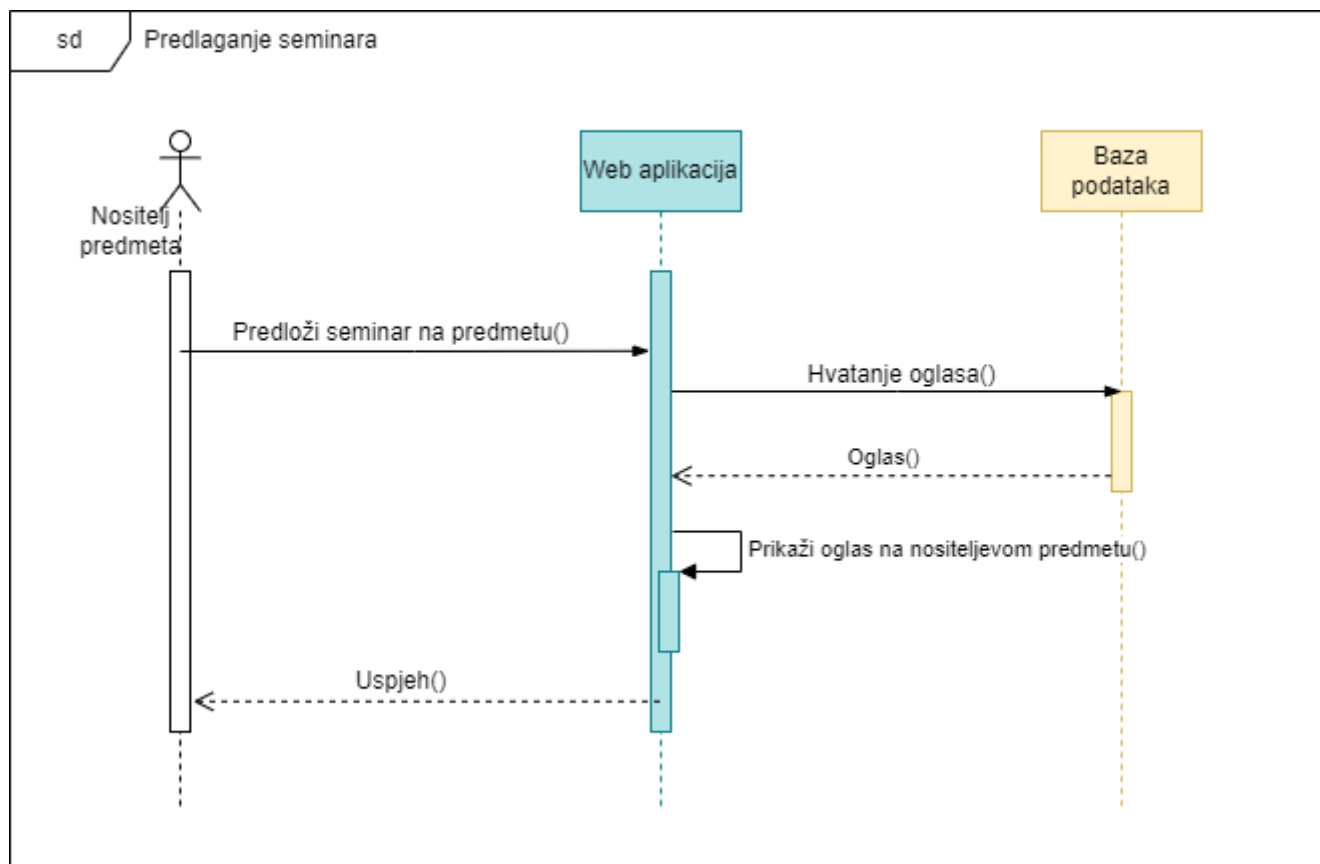 sd
Predlaganje seminara
Nositelj
predmeta
Web aplikacija
Baza
podataka
Predloži seminar na predmetu()
Hvatanje oglasa()
Oglas()
Prikaži oglas na nositeljevom predmetu()
Uspjeh()